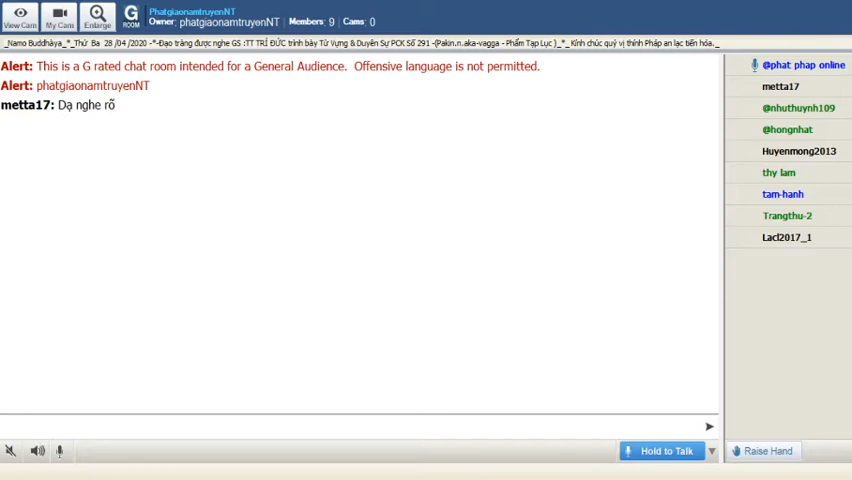 PhatgiaonamtruyenNT
Owner: phatgiaonamtruyenNT Members: 9 Cams: 0
View Cam My Cam Enlarge G ROOM
_Namo Buddhàya_*_Thứ Ba 28 /04 /2020 -*-Đạo tràng được nghe GS :TT TRÍ ĐỨC trình bày Từ Vựng & Duyên Sự PCK Số 291 -(Pakin.n.aka-vagga - Phẩm Tạp Lục )_*_ Kính chúc quý vị thính Pháp an lạc tiến hóa._
Alert: This is a G rated chat room intended for a General Audience. Offensive language is not permitted.
Alert: phatgiaonamtruyenNT
metta17: Dạ nghe rõ
@phat phap online
metta17
@nhuthuynh109
@hongnhat
Huyenmong2013
thy lam
tam-hanh
Trangthu-2
Lacl2017_1
Hold to Talk
Raise Hand